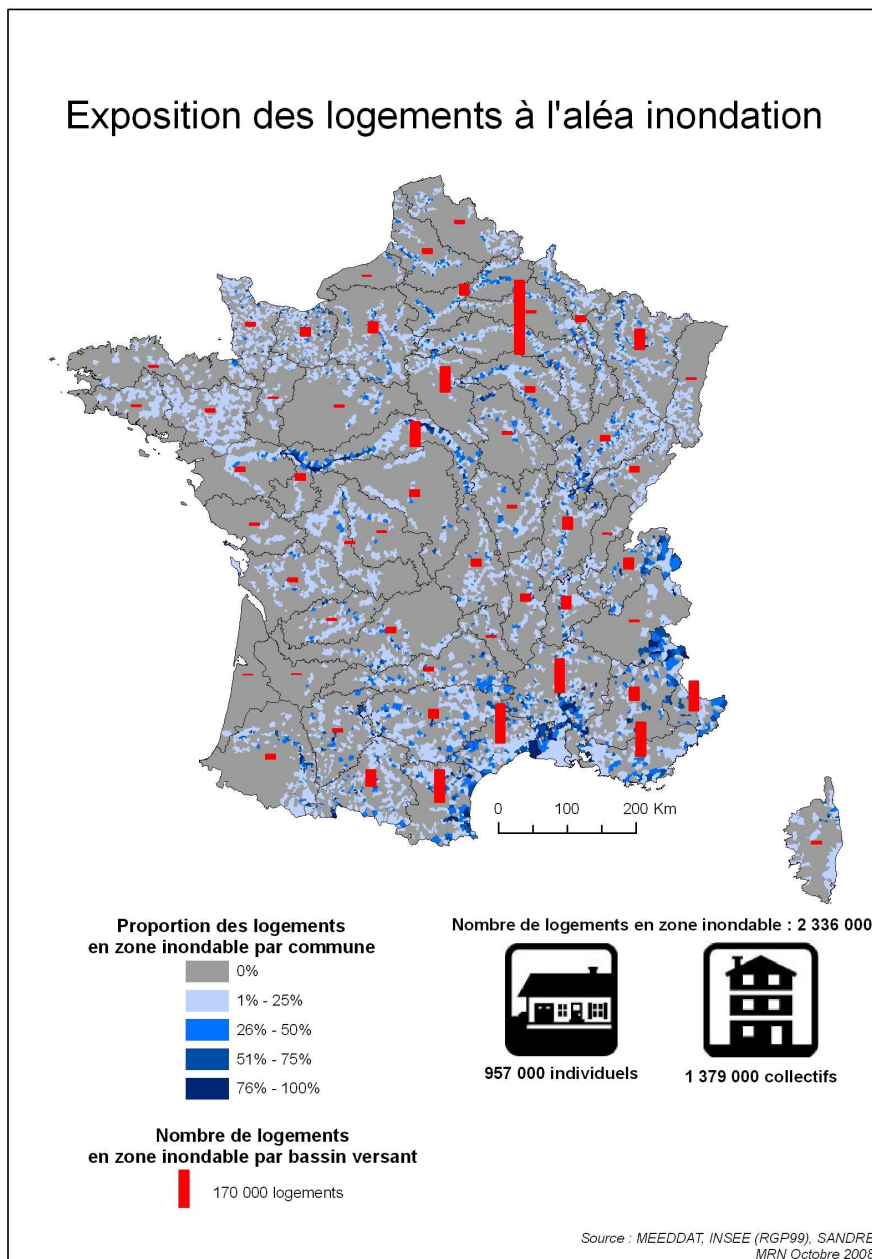 Exposition des logements à l'aléa inondation
0 100 200 Km
Proportion des logements
en zone inondable par commune
0%
1% - 25%
26% - 50%
51% - 75%
76% - 100%
Nombre de logements en zone inondable : 2 336 000
957 000 individuels
1 379 000 collectifs
Nombre de logements
en zone inondable par bassin versant
170 000 logements
Source : MEEDDAT, INSEE (RGP99), SANDRE
MRN Octobre 2008